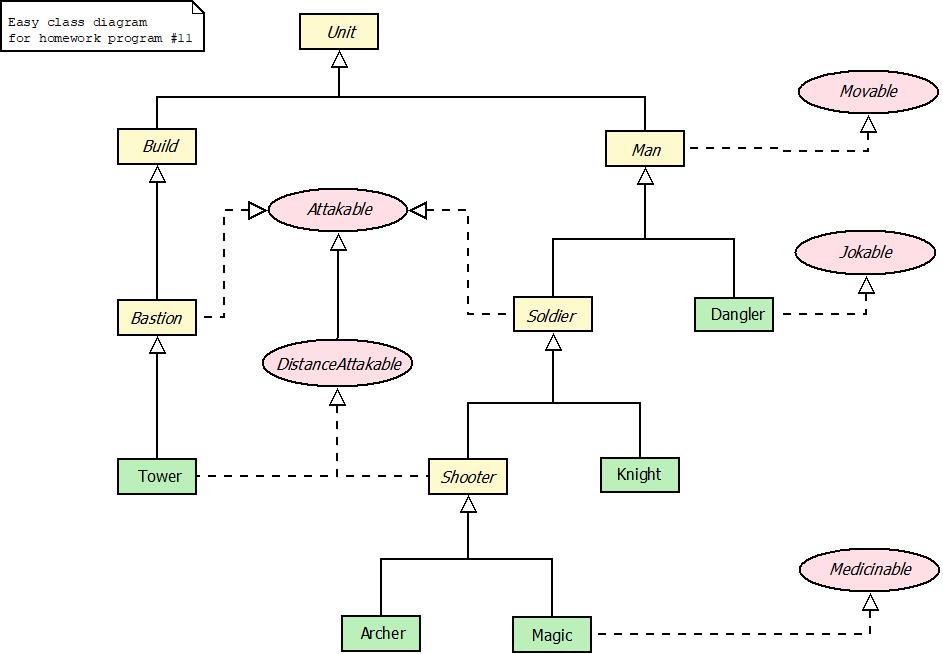 Easy class diagram
for homework program #11
Unit
Movable
Build
Man
Attakable
Jokable
Bastion
Soldier
Dangler
DistanceAttakable
Tower
Shooter
Knight
Medicinable
Archer
Magic